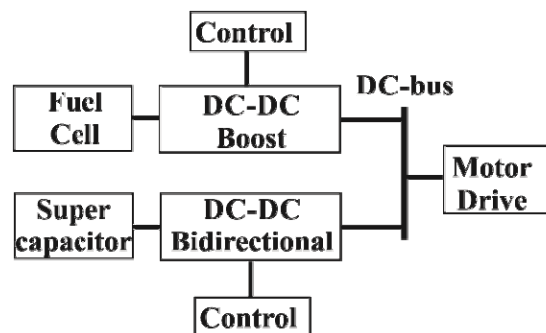 Control
Fuel
Cell
DC-DC
Boost
DC-bus
Motor
Drive
Super
capacitor
DC-DC
Bidirectional
Control